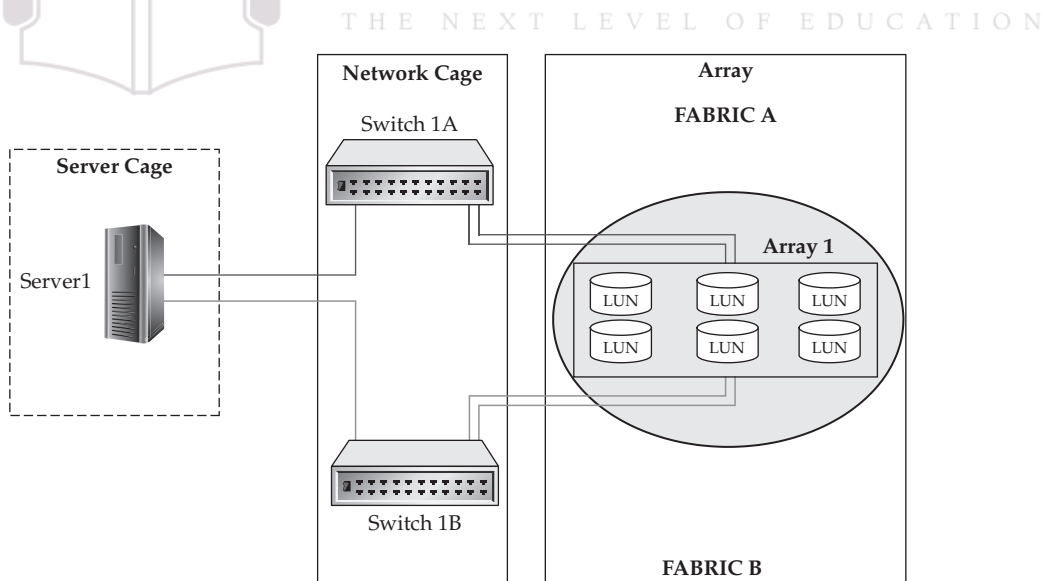 THE NEXT LEVEL OF EDUCATION
Network Cage
Array
FABRIC A
Switch 1A
Server Cage
Server1
Array 1
LUN LUN LUN
LUN LUN LUN
Switch 1B
FABRIC B